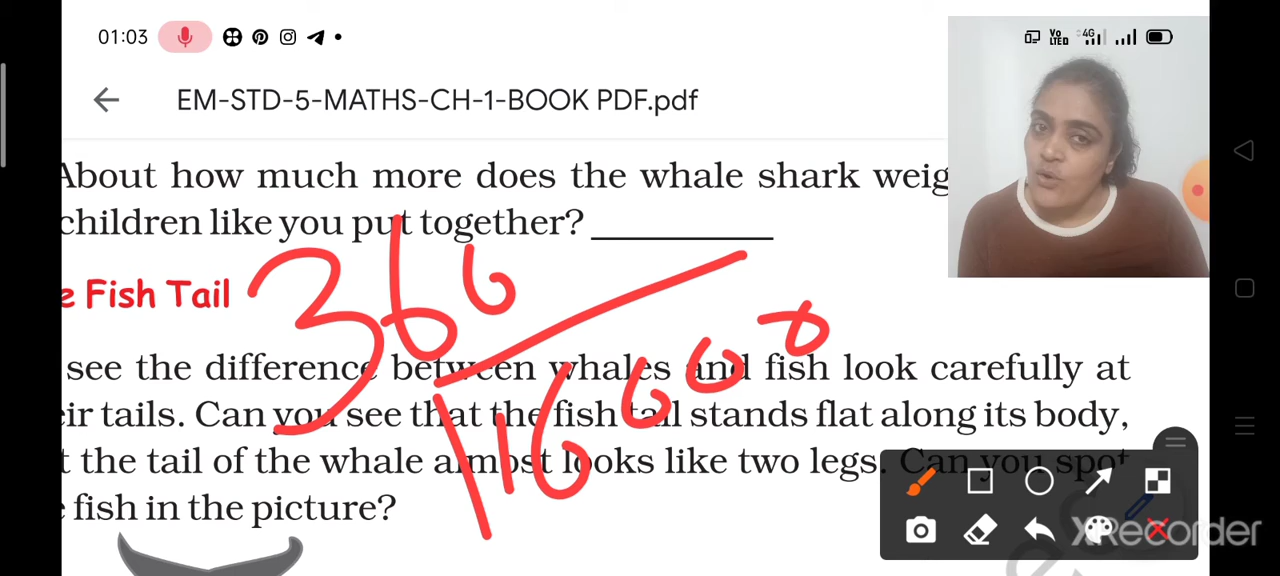 01:03 Vo LTED 4G
EM-STD-5-MATHS-CH-1-BOOK PDF.pdf
About how much more does the whale shark weig
children like you put together?
e Fish Tail
366
see the difference between whales and fish look carefully at
eir tails. Can you see that the fish tail stands flat along its body,
t the tail of the whale almost looks like two legs. Can you spot
e fish in the picture?
XRecorder